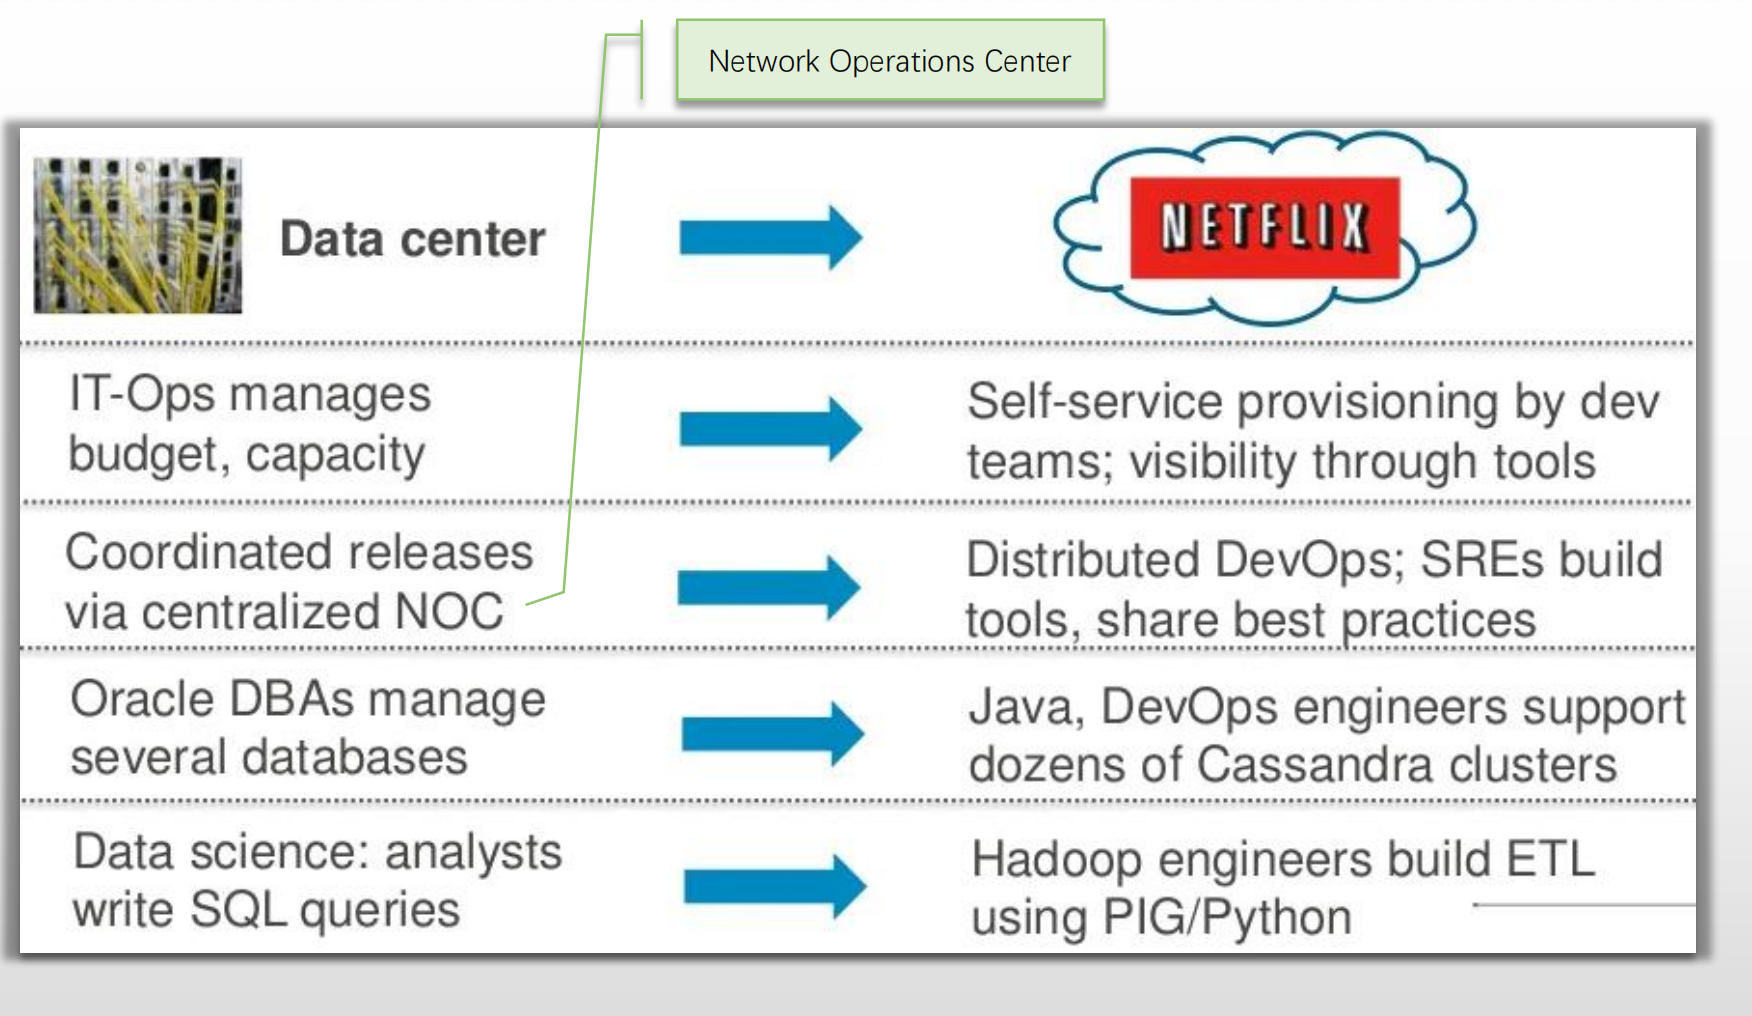 Network Operations Center
Data center
NETFLIX
IT-Ops manages
budget, capacity
Self-service provisioning by dev
teams; visibility through tools
Coordinated releases
via centralized NOC
Distributed DevOps; SREs build
tools, share best practices
Oracle DBAs manage
several databases
Java, DevOps engineers support
dozens of Cassandra clusters
Data science: analysts
write SQL queries
Hadoop engineers build ETL
using PIG/Python